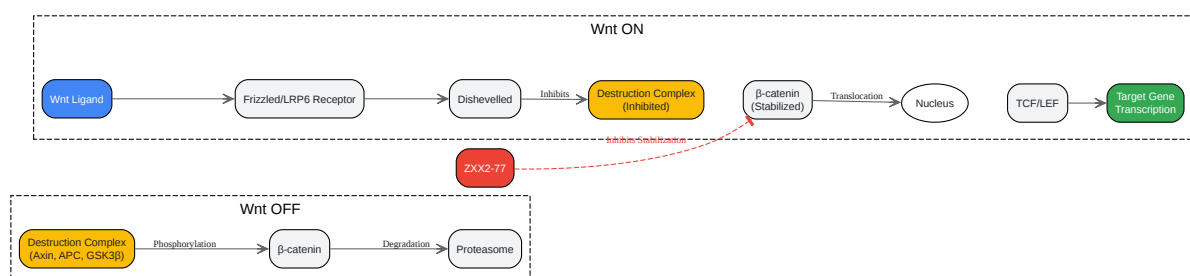 Wnt ON
Wnt Ligand
Frizzled/LRP6 Receptor
Dishevelled
Inhibits
Destruction Complex
(Inhibited)
β-catenin
(Stabilized)
Translocation
Nucleus
TCF/LEF
Target Gene
Transcription
Inhibits Stabilization
ZXX2-77
Wnt OFF
Destruction Complex
(Axin, APC, GSK3β)
Phosphorylation
β-catenin
Degradation
Proteasome